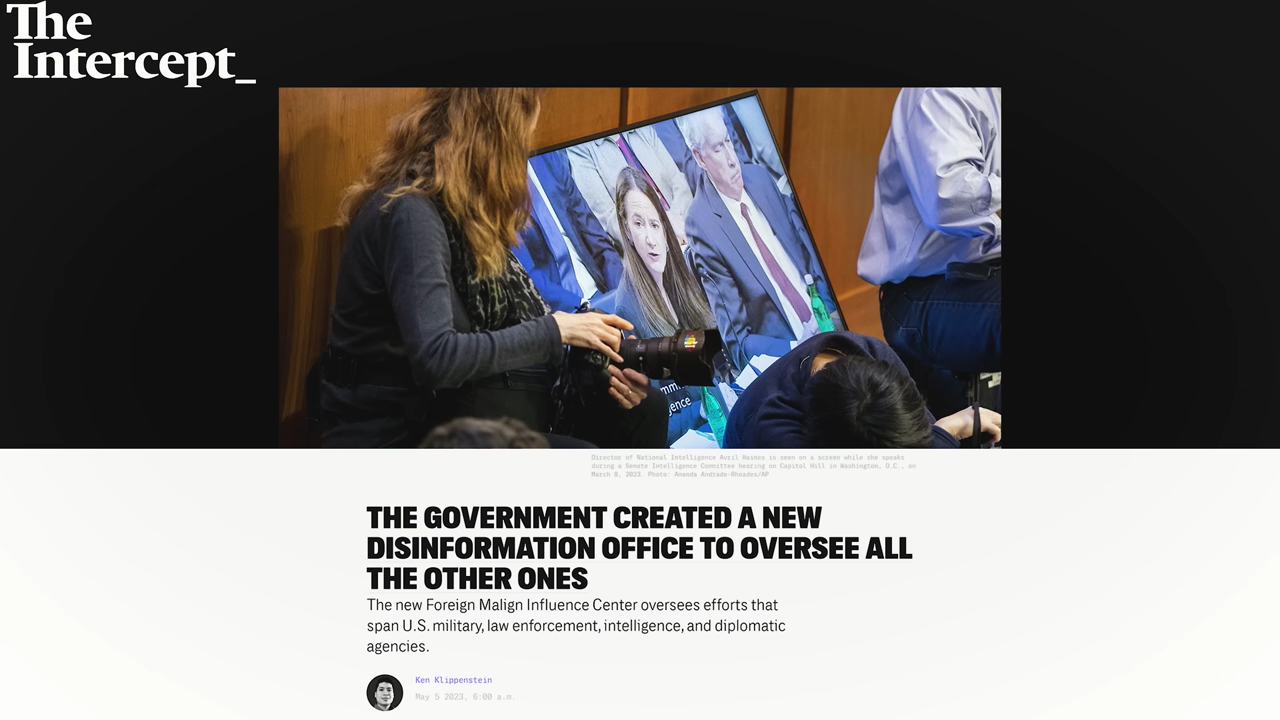 The
Intercept_
mm
gence
Director of National Intelligence Avril Haines is seen on a screen while she speaks
during a Senate Intelligence Committee hearing on Capitol Hill in Washington, D.C., on
March 8, 2023. Photo: Amanda Andrade-Rhoades/AP
THE GOVERNMENT CREATED A NEW
DISINFORMATION OFFICE TO OVERSEE ALL
THE OTHER ONES
The new Foreign Malign Influence Center oversees efforts that
span U.S. military, law enforcement, intelligence, and diplomatic
agencies.
Ken Klippenstein
May 5 2023, 6:00 a.m.